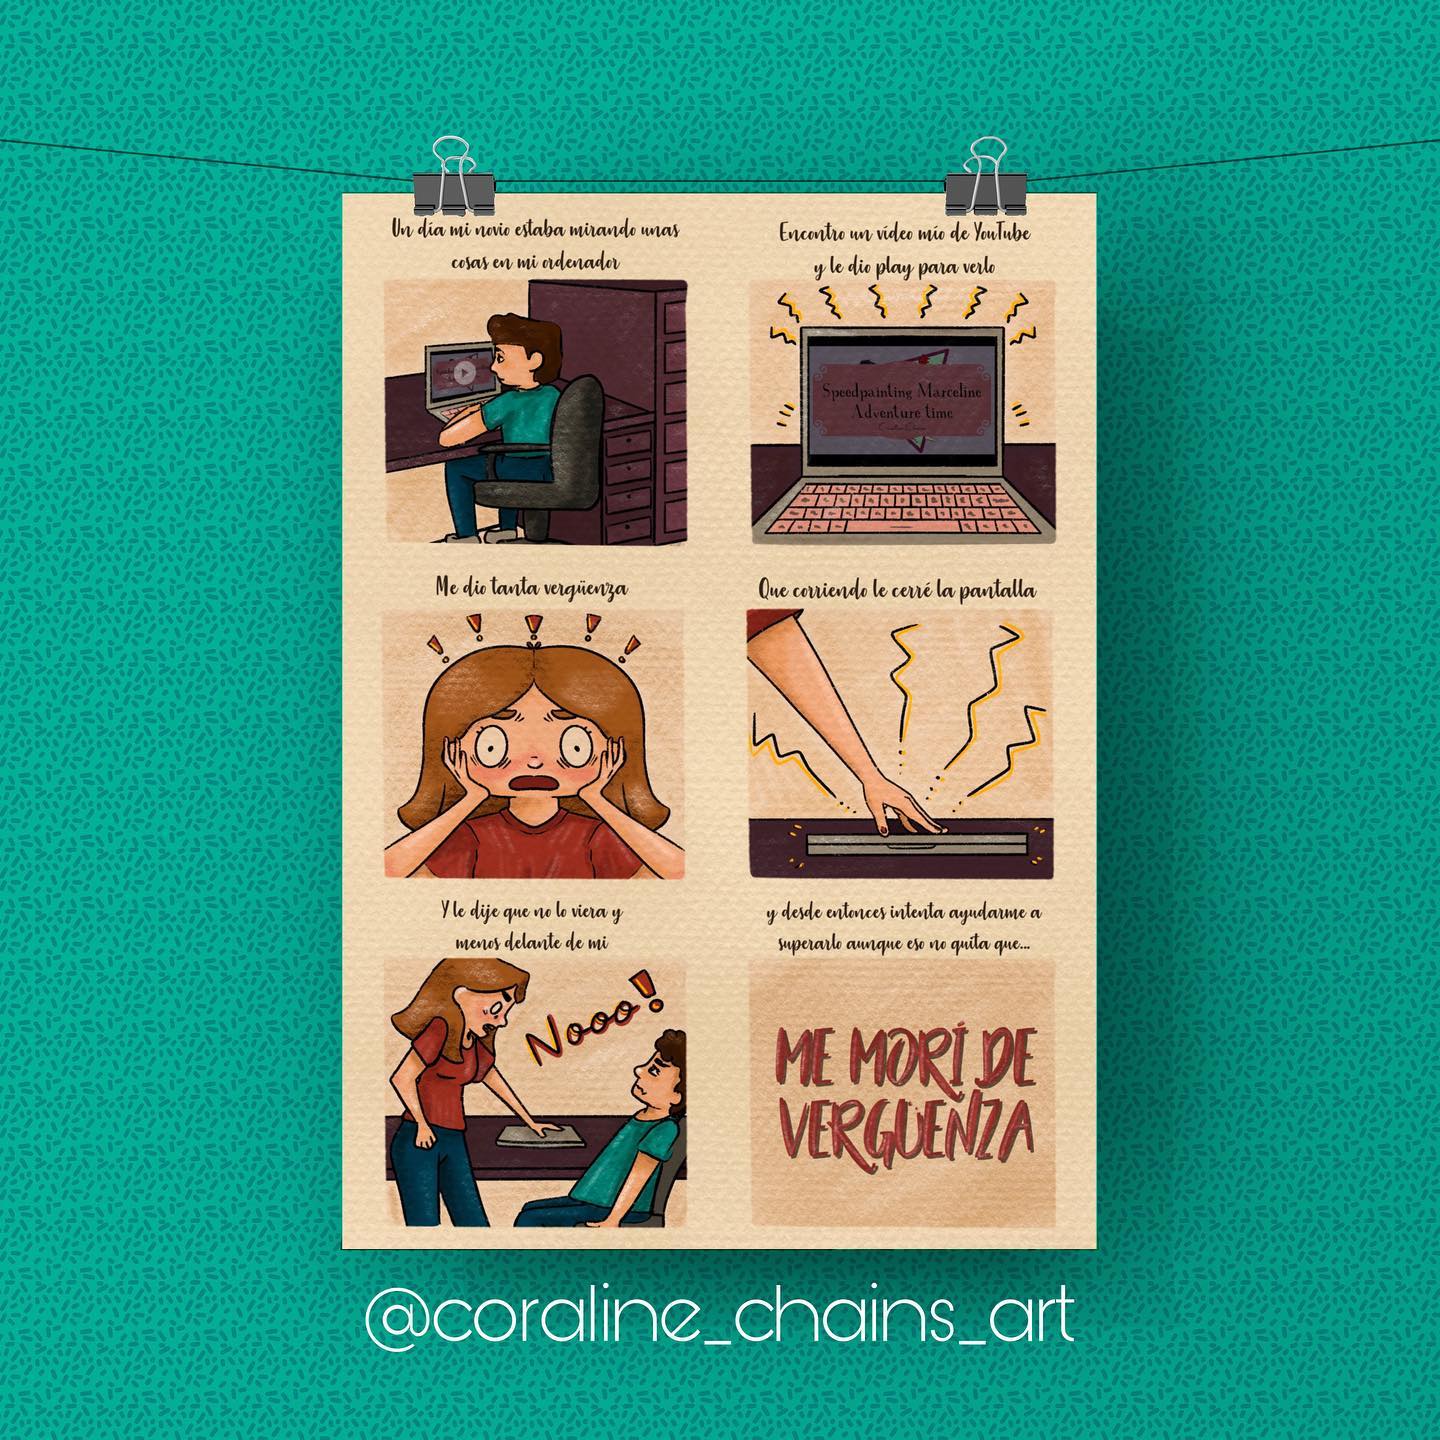 Un día mi novio estaba mirando unas
cosas en mi ordenador
Encontro un vídeo mío de YouTube
y le dio play para verlo
Speedpainting Marceline
Adventure time
Me dio tanta vergüenza
Que corriendo le cerré la pantalla
Y le dije que no lo viera y
menos delante de mi
Nooo!
y desde entonces intenta ayudarme a
superarlo aunque eso no quita que...
ME MORÍ DE
VERGÜENZA
@coraline_chains_art